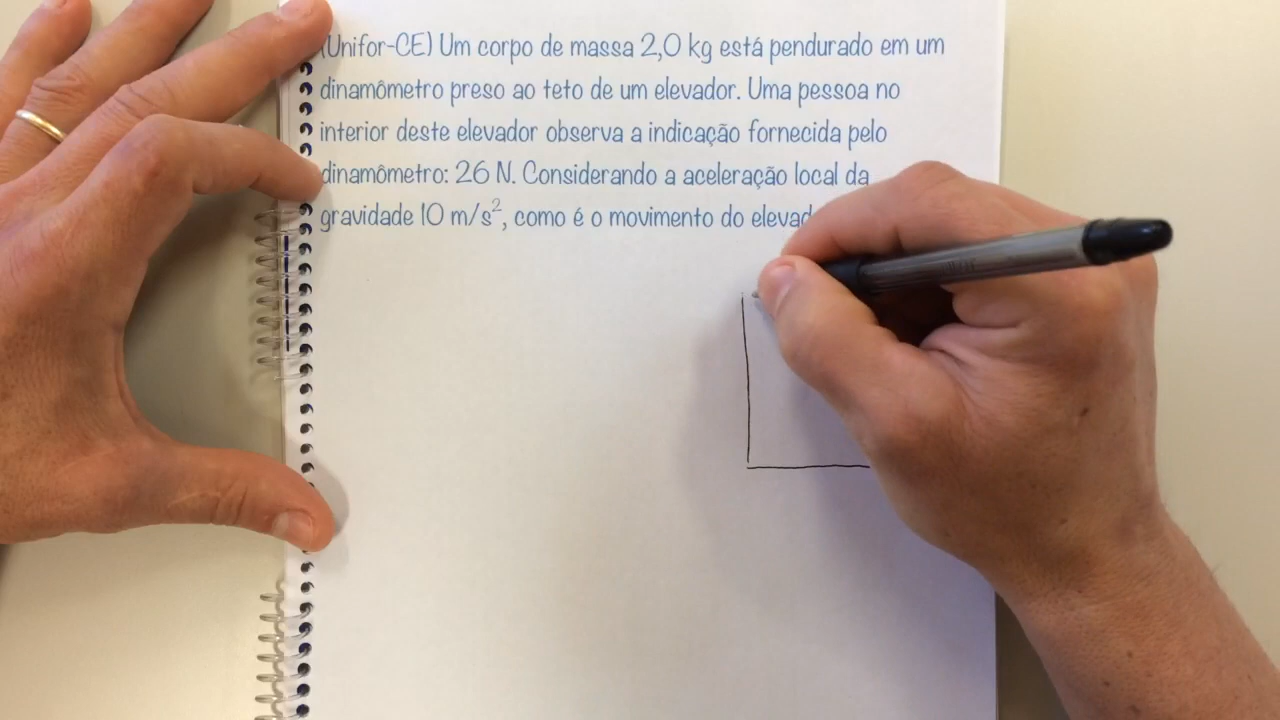 (Unifor-CE) Um corpo de massa 2,0 kg está pendurado em um
dinamômetro preso ao teto de um elevador. Uma pessoa no
interior deste elevador observa a indicação fornecida pelo
dinamômetro: 26 N. Considerando a aceleração local da
gravidade 10 m/s², como é o movimento do